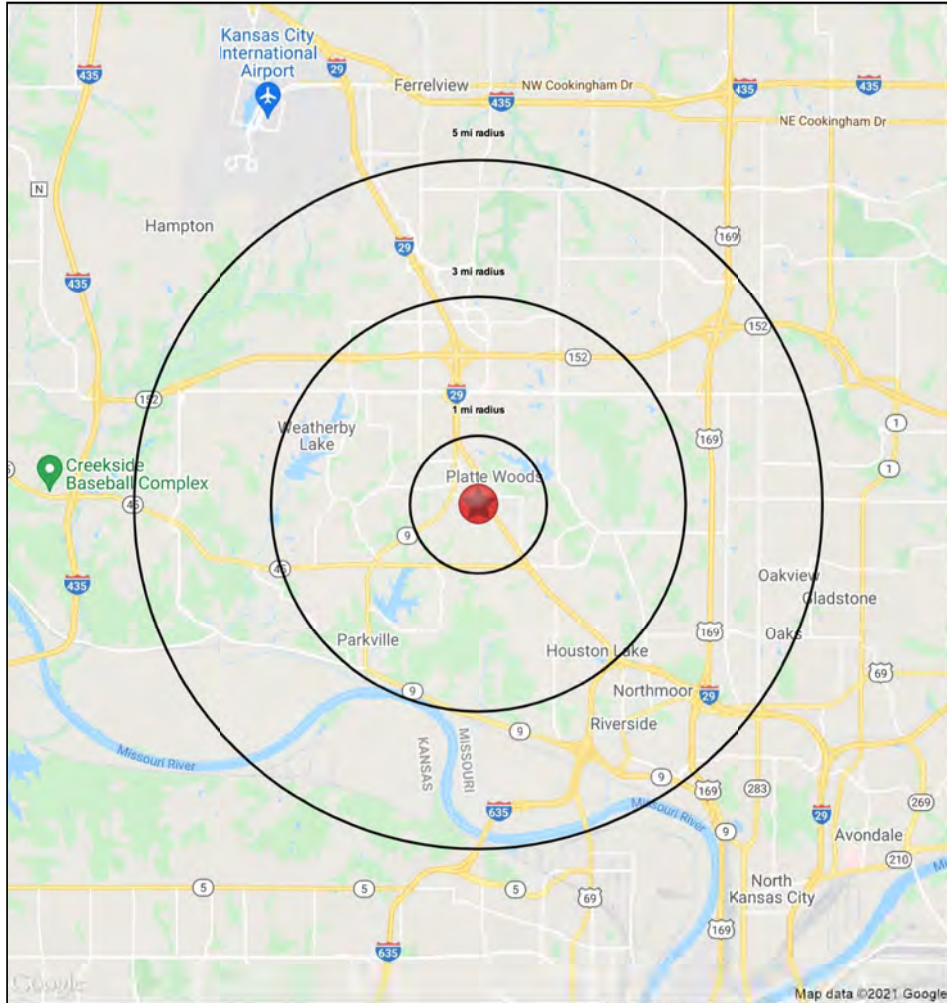 Kansas City
International
Airport
435
29
Ferrelview
NW Cookingham Dr
435
435
435
NE Cookingham Dr
5 mi radius
N
Hampton
169
29
435
3 mi radius
152
152
29
152
1 mi radius
1
Weatherby
Lake
169
Platte Woods
Creekside
Baseball Complex
45
1
45
9
45
435
Oakview
Gladstone
Parkville
169
Oaks
Houston Lake
69
9
Northmoor
29
Riverside
9
Missouri River
KANSAS
MISSOURI
9
169
283
635
Missouri River
29
269
9
Avondale
210
5
5
5
69
North
Kansas City
169
635
Google
Map data ©2021 Google